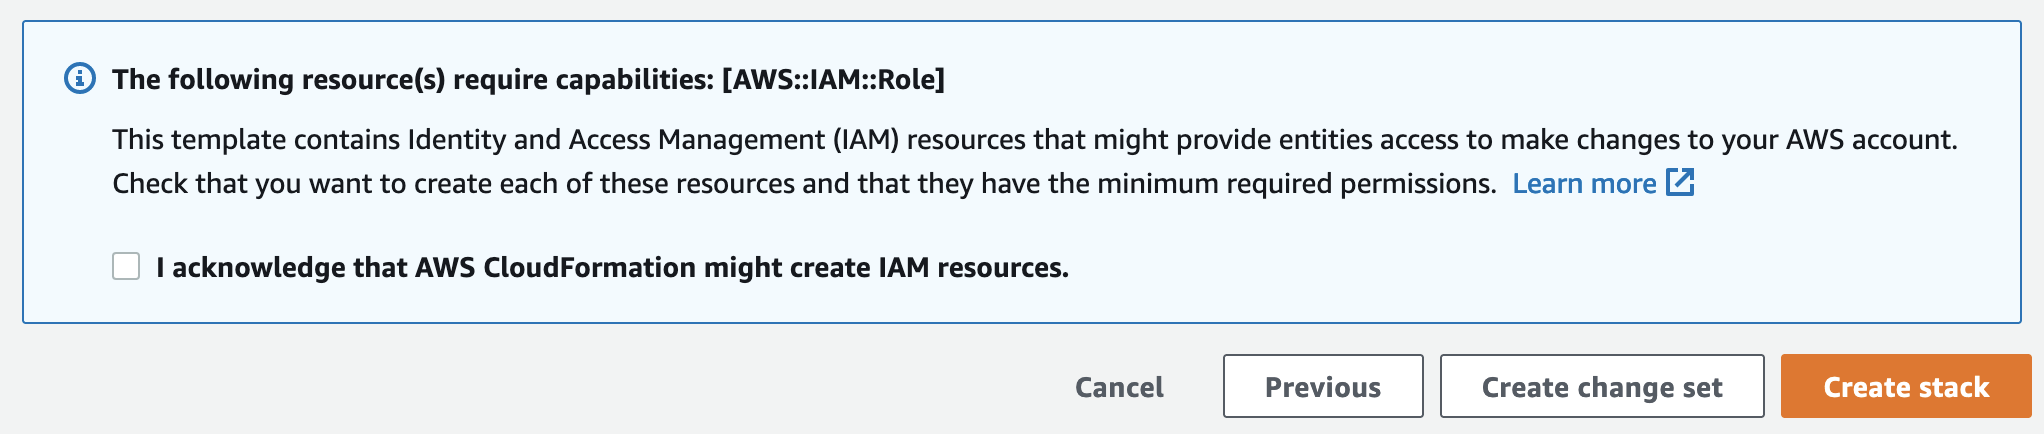 The following resource(s) require capabilities: [AWS::IAM::Role]
This template contains Identity and Access Management (IAM) resources that might provide entities access to make changes to your AWS account.
Check that you want to create each of these resources and that they have the minimum required permissions. Learn more
I acknowledge that AWS CloudFormation might create IAM resources.
Cancel Previous Create change set Create stack